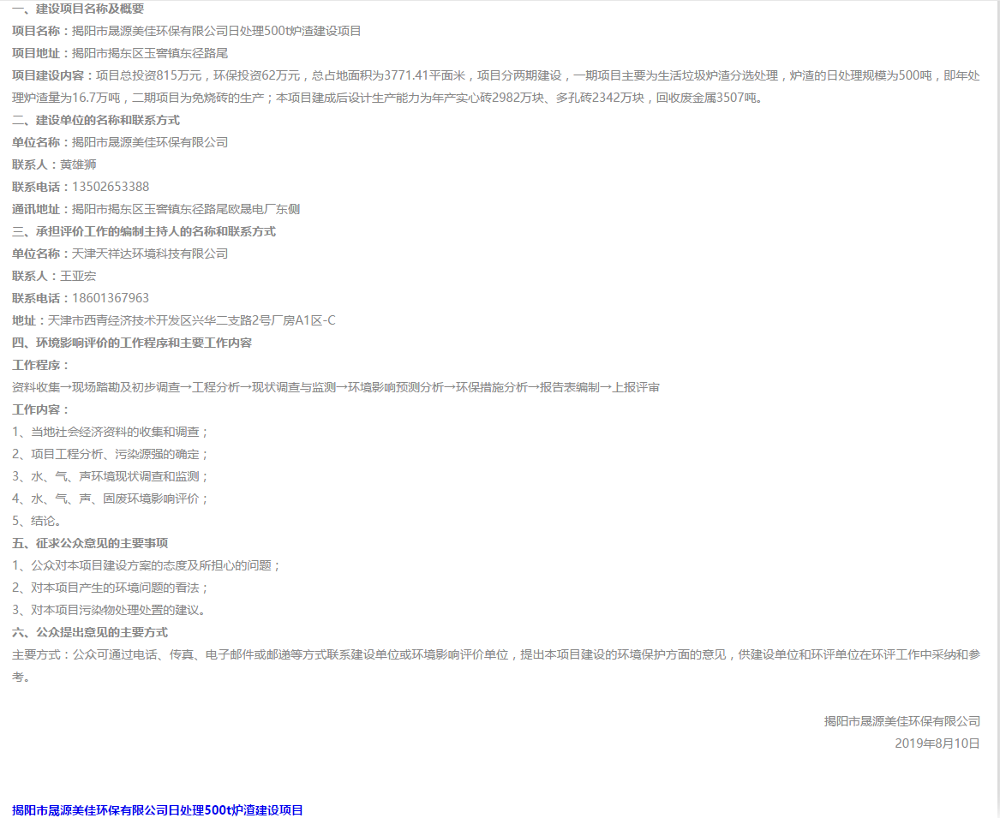 一、建设项目名称及概要
项目名称：揭阳市晟源美佳环保有限公司日处理500t炉渣建设项目
项目地址：揭阳市揭东区玉窖镇东径路尾
项目建设内容：项目总投资815万元，环保投资62万元，总占地面积为3771.41平面米，项目分两期建设，一期项目主要为生活垃圾炉渣分选处理，炉渣的日处理规模为500吨，即年处
理炉渣量为16.7万吨，二期项目为免烧砖的生产；本项目建成后设计生产能力为年产实心砖2982万块、多孔砖2342万块，回收废金属3507吨。
二、建设单位的名称和联系方式
单位名称：揭阳市晟源美佳环保有限公司
联系人：黄雄狮
联系电话：13502653388
通讯地址：揭阳市揭东区玉窖镇东径路尾欧晟电厂东侧
三、承担评价工作的编制主持人的名称和联系方式
单位名称：天津天祥达环境科技有限公司
联系人：王亚宏
联系电话：18601367963
地址：天津市西青经济技术开发区兴华二支路2号厂房A1区-C
四、环境影响评价的工作程序和主要工作内容
工作程序：
资料收集→现场踏勘及初步调查→工程分析→现状调查与监测→环境影响预测分析→环保措施分析→报告表编制→上报评审
工作内容：
1、当地社会经济资料的收集和调查；
2、项目工程分析、污染源强的确定；
3、水、气、声环境现状调查和监测；
4、水、气、声、固废环境影响评价；
5、结论。
五、征求公众意见的主要事项
1、公众对本项目建设方案的态度及所担心的问题；
2、对本项目产生的环境问题的看法；
3、对本项目污染物处理处置的建议。
六、公众提出意见的主要方式
主要方式：公众可通过电话、传真、电子邮件或邮递等方式联系建设单位或环境影响评价单位，提出本项目建设的环境保护方面的意见，供建设单位和环评单位在环评工作中采纳和参
考。
揭阳市晟源美佳环保有限公司
2019年8月10日
揭阳市晟源美佳环保有限公司日处理500t炉渣建设项目